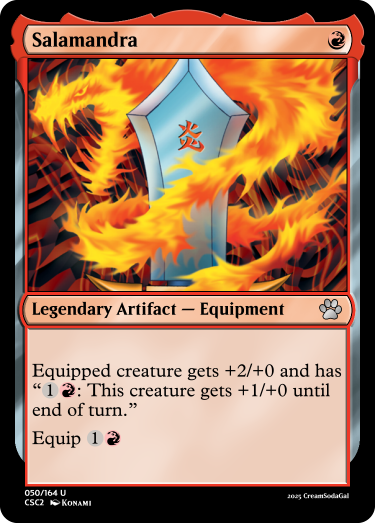 Salamandra
炎
Legendary Artifact — Equipment
Equipped creature gets +2/+0 and has
“1: This creature gets +1/+0 until
end of turn.”
Equip 1
050/164 U
CSC2 Konami
2025 CreamSodaGal